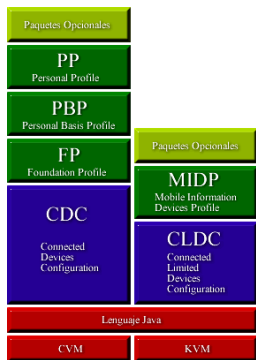 Paquetes Opcionales
PP
Personal Profile
PBP
Personal Basis Profile
FP
Foundation Profile
CDC
Connected
Devices
Configuration
Paquetes Opcionales
MIDP
Mobile Information
Devices Profile
CLDC
Connected
Limited
Devices
Configuration
Lenguaje Java
CVM
KVM